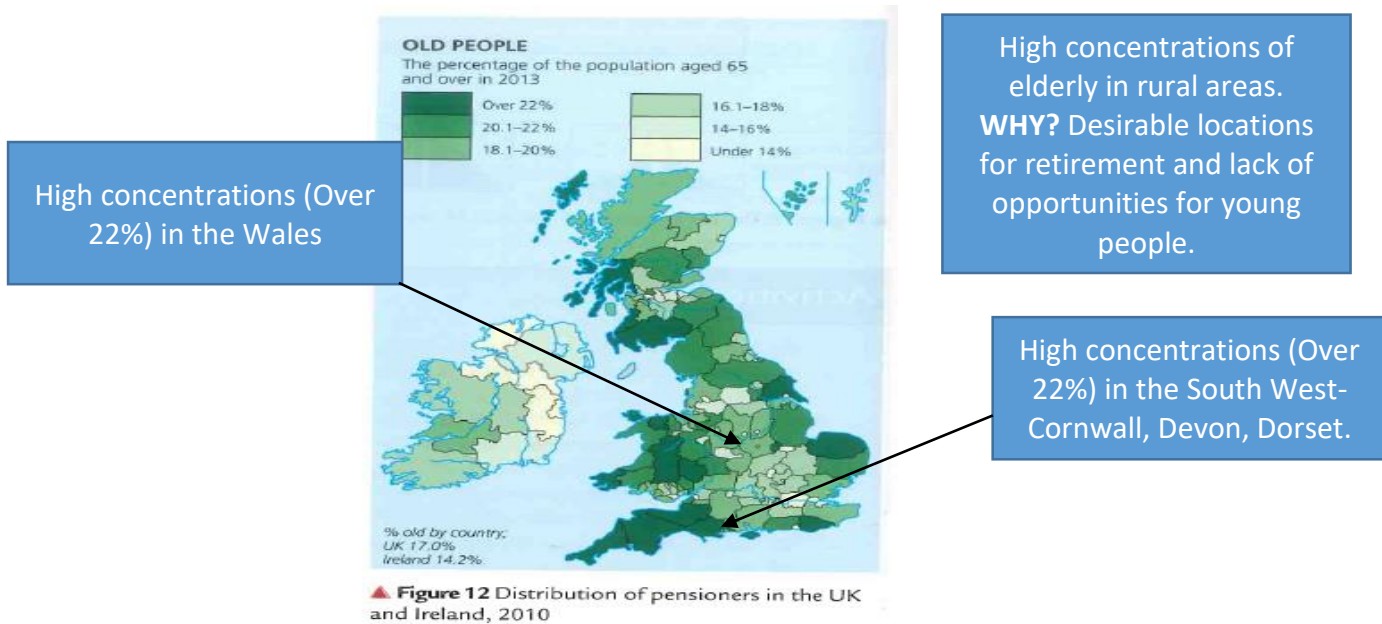 OLD PEOPLE
The percentage of the population aged 65
and over in 2013
Over 22%
20.1–22%
18.1–20%
16.1–18%
14–16%
Under 14%
High concentrations (Over
22%) in the Wales
High concentrations of
elderly in rural areas.
WHY? Desirable locations
for retirement and lack of
opportunities for young
people.
High concentrations (Over
22%) in the South West-
Cornwall, Devon, Dorset.
% old by country,
UK 17.0%
Ireland 14.2%
▲ Figure 12 Distribution of pensioners in the UK
and Ireland, 2010